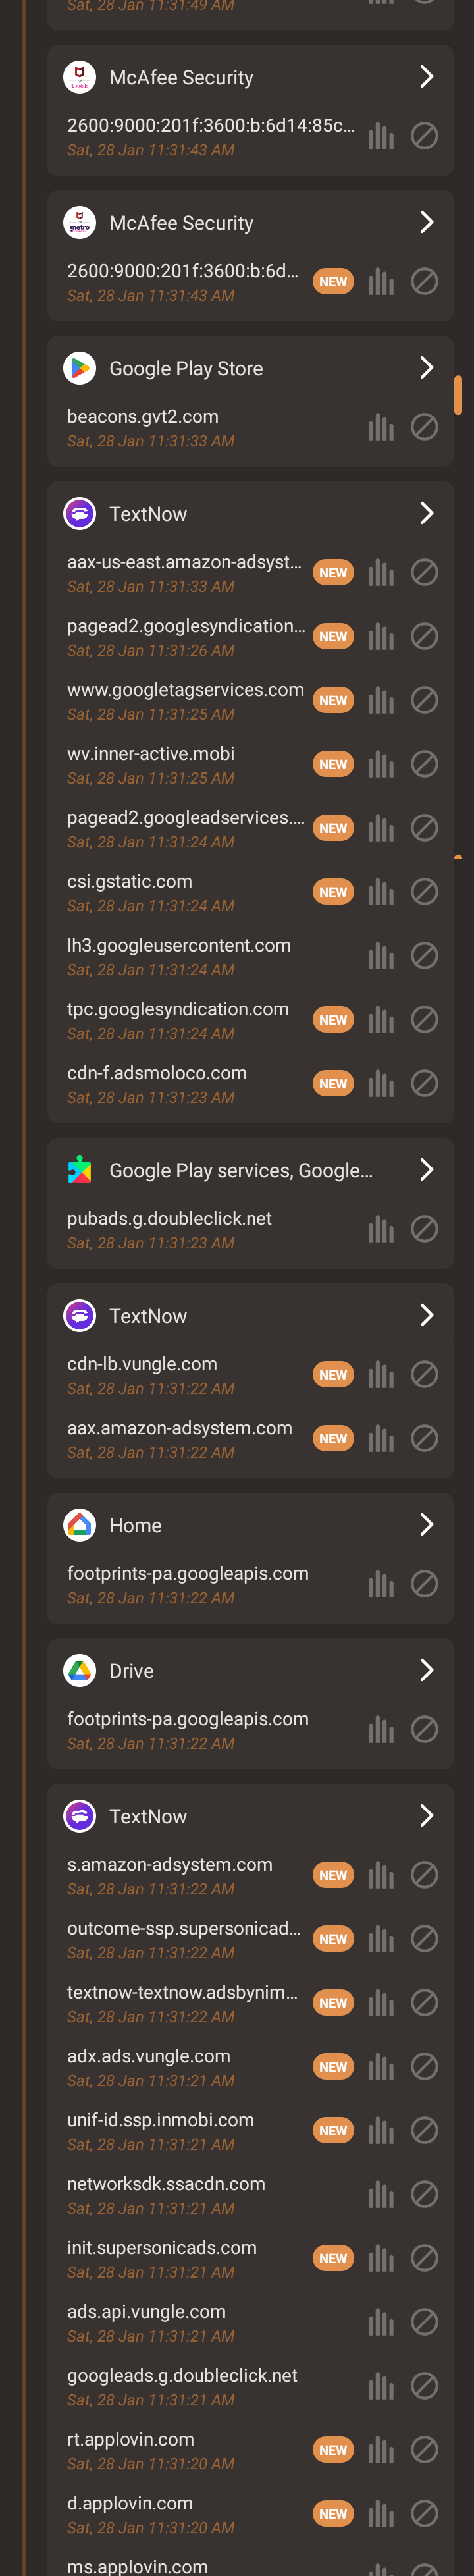 Sat, 28 Jan 11:31:49 AM
McAfee Security
2600:9000:201f:3600:b:6d14:85c...
Sat, 28 Jan 11:31:43 AM
McAfee Security
metro
2600:9000:201f:3600:b:6d... NEW
Sat, 28 Jan 11:31:43 AM
Google Play Store
beacons.gvt2.com
Sat, 28 Jan 11:31:33 AM
TextNow
aax-us-east.amazon-adsyst... NEW
Sat, 28 Jan 11:31:33 AM
pagead2.googlesyndication... NEW
Sat, 28 Jan 11:31:26 AM
www.googletagservices.com NEW
Sat, 28 Jan 11:31:25 AM
wv.inner-active.mobi NEW
Sat, 28 Jan 11:31:25 AM
pagead2.googleadservices.... NEW
Sat, 28 Jan 11:31:24 AM
csi.gstatic.com NEW
Sat, 28 Jan 11:31:24 AM
lh3.googleusercontent.com
Sat, 28 Jan 11:31:24 AM
tpc.googlesyndication.com NEW
Sat, 28 Jan 11:31:24 AM
cdn-f.adsmoloco.com NEW
Sat, 28 Jan 11:31:23 AM
Google Play services, Google...
pubads.g.doubleclick.net
Sat, 28 Jan 11:31:23 AM
TextNow
cdn-lb.vungle.com NEW
Sat, 28 Jan 11:31:22 AM
aax.amazon-adsystem.com NEW
Sat, 28 Jan 11:31:22 AM
Home
footprints-pa.googleapis.com
Sat, 28 Jan 11:31:22 AM
Drive
footprints-pa.googleapis.com
Sat, 28 Jan 11:31:22 AM
TextNow
s.amazon-adsystem.com NEW
Sat, 28 Jan 11:31:22 AM
outcome-ssp.supersonicad... NEW
Sat, 28 Jan 11:31:22 AM
textnow-textnow.adsbynim... NEW
Sat, 28 Jan 11:31:22 AM
adx.ads.vungle.com NEW
Sat, 28 Jan 11:31:21 AM
unif-id.ssp.inmobi.com NEW
Sat, 28 Jan 11:31:21 AM
networksdk.ssacdn.com
Sat, 28 Jan 11:31:21 AM
init.supersonicads.com NEW
Sat, 28 Jan 11:31:21 AM
ads.api.vungle.com
Sat, 28 Jan 11:31:21 AM
googleads.g.doubleclick.net
Sat, 28 Jan 11:31:21 AM
rt.applovin.com NEW
Sat, 28 Jan 11:31:20 AM
d.applovin.com NEW
Sat, 28 Jan 11:31:20 AM
ms.applovin.com